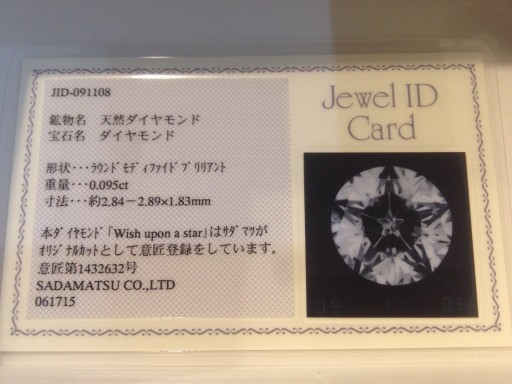 JID-091108
鉱物名 天然ダイヤモンド
宝石名 ダイヤモンド
形状・・・ラウンドモディファイドブリリアント
重量・・・0.095ct
寸法・・・約2.84－2.89×1.83mm
本ダイヤモンド「Wish upon a star」はサダマツが
オリジナルカットとして意匠登録をしています。
意匠第1432632号
SADAMATSU CO.,LTD
061715
Jewel ID
Card